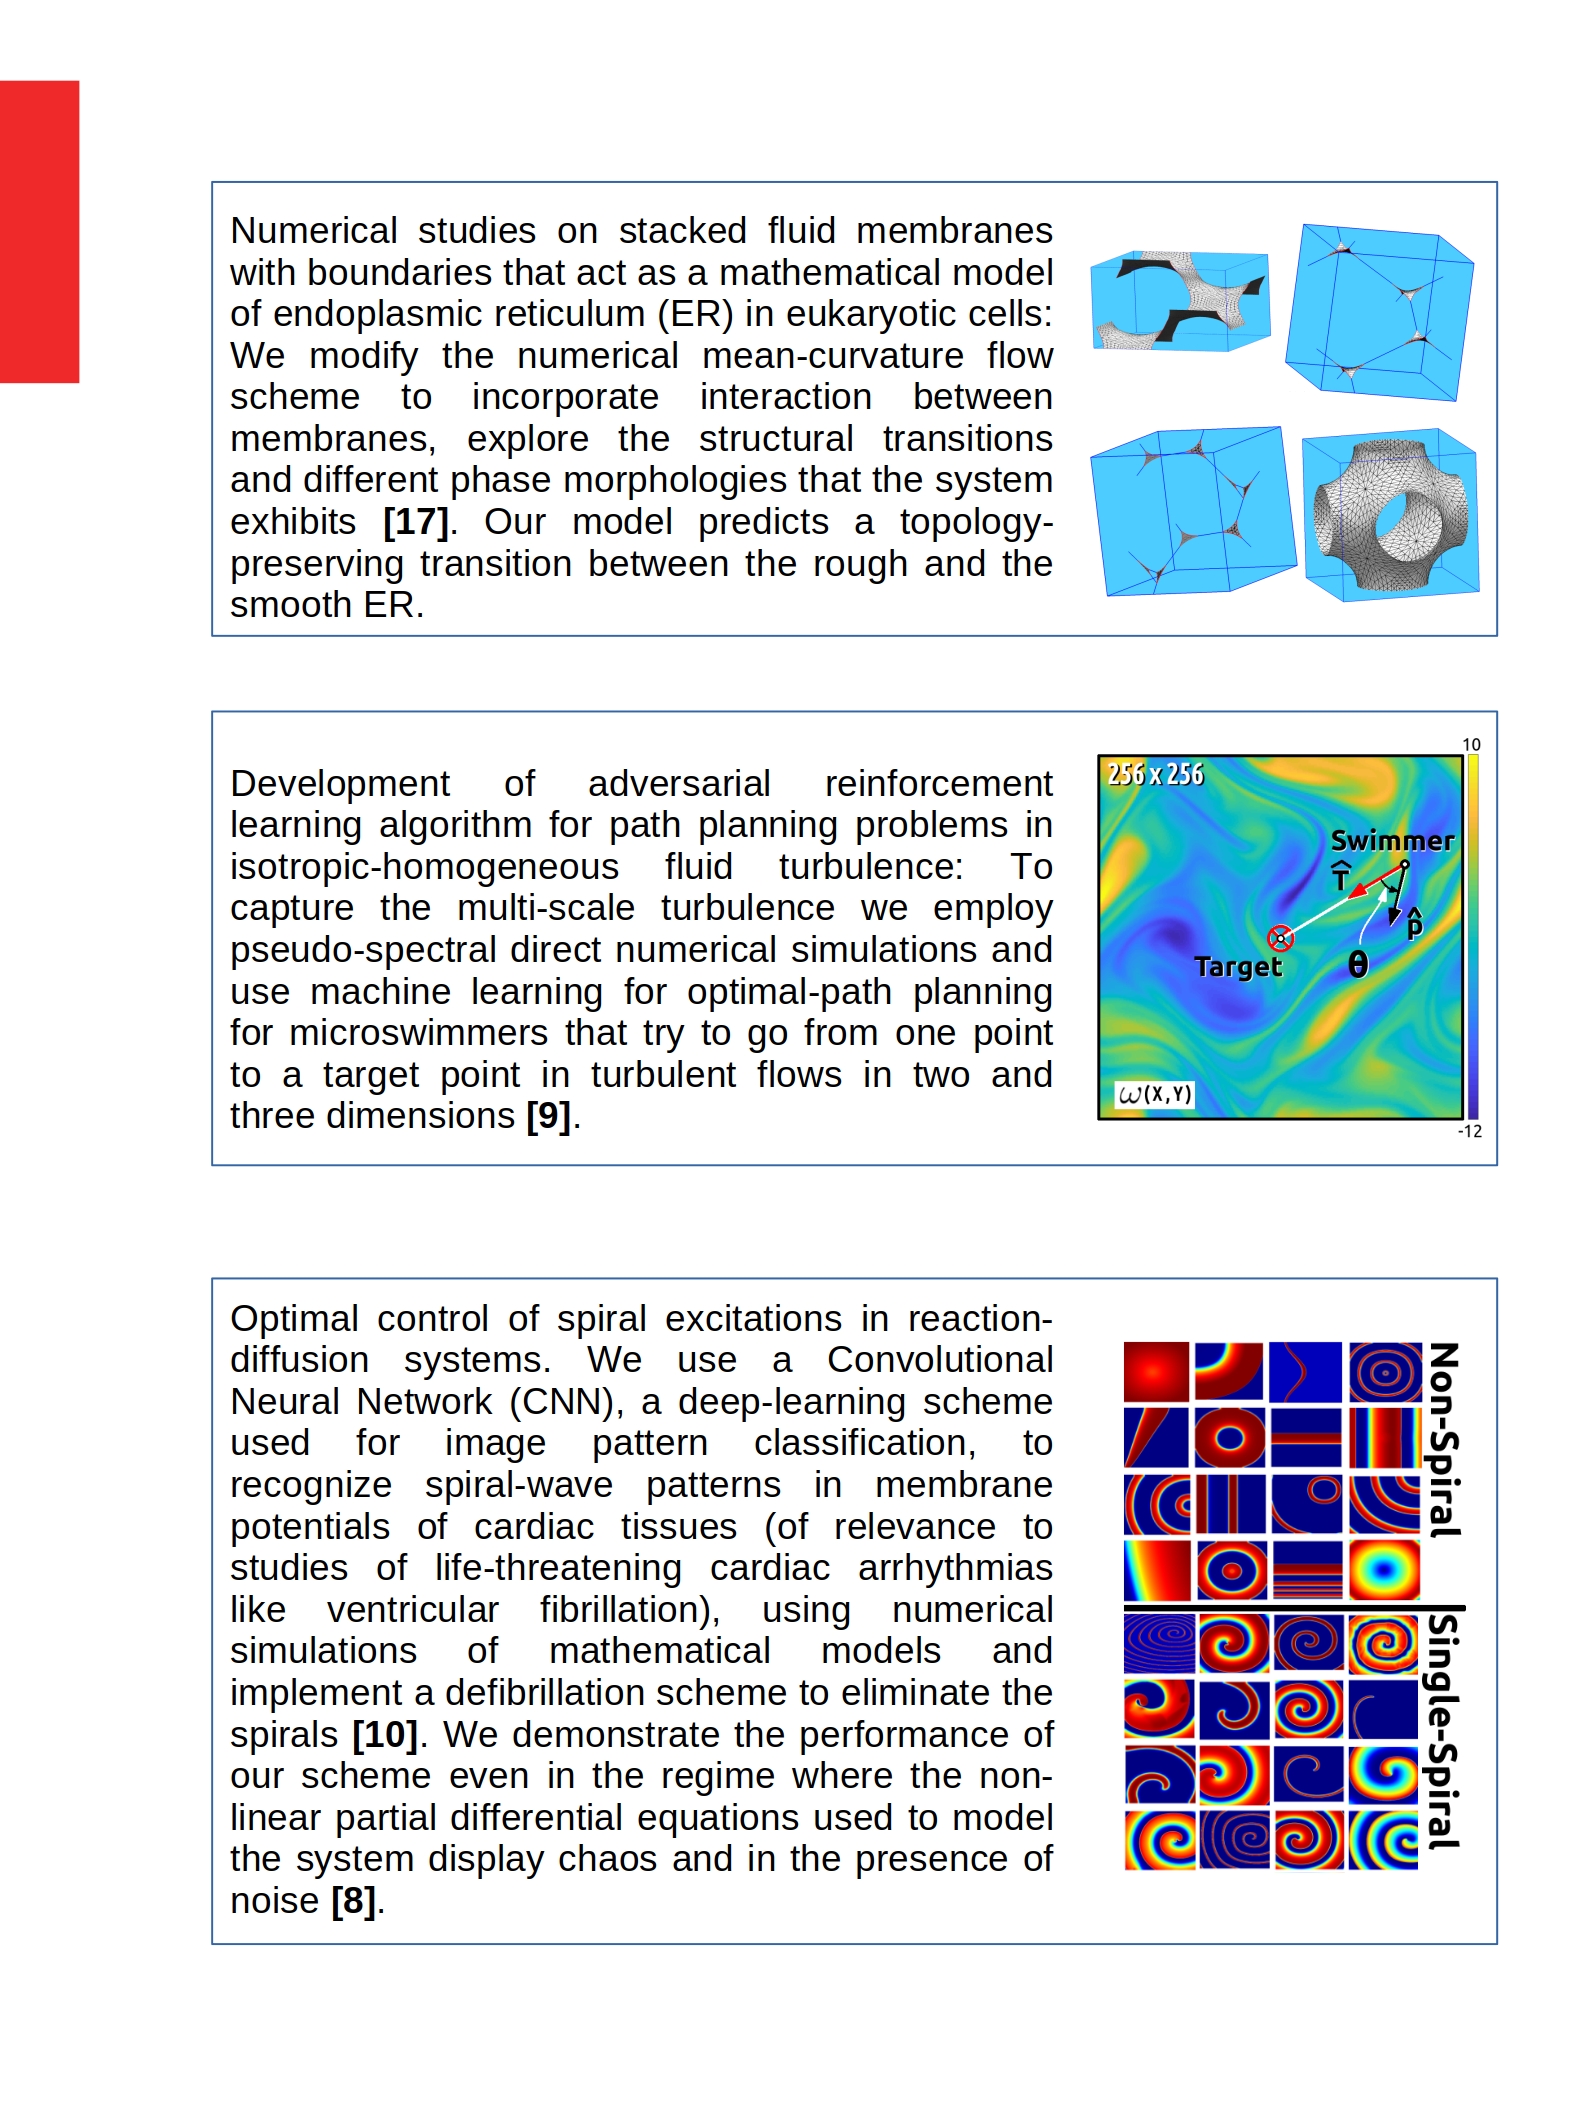 Numerical studies on stacked fluid membranes
with boundaries that act as a mathematical model
of endoplasmic reticulum (ER) in eukaryotic cells:
We modify the numerical mean-curvature flow
scheme to incorporate interaction between
membranes, explore the structural transitions
and different phase morphologies that the system
exhibits [17]. Our model predicts a topology-
preserving transition between the rough and the
smooth ER.
Development of adversarial reinforcement
learning algorithm for path planning problems in
isotropic-homogeneous fluid turbulence: To
capture the multi-scale turbulence we employ
pseudo-spectral direct numerical simulations and
use machine learning for optimal-path planning
for microswimmers that try to go from one point
to a target point in turbulent flows in two and
three dimensions [9].
10
256 x 256
Swimmer
T̂
p̂
Target
θ
ω(X,Y)
-12
Optimal control of spiral excitations in reaction-
diffusion systems. We use a Convolutional
Neural Network (CNN), a deep-learning scheme
used for image pattern classification, to
recognize spiral-wave patterns in membrane
potentials of cardiac tissues (of relevance to
studies of life-threatening cardiac arrhythmias
like ventricular fibrillation), using numerical
simulations of mathematical models and
implement a defibrillation scheme to eliminate the
spirals [10]. We demonstrate the performance of
our scheme even in the regime where the non-
linear partial differential equations used to model
the system display chaos and in the presence of
noise [8].
Non-Spiral
Single-Spiral